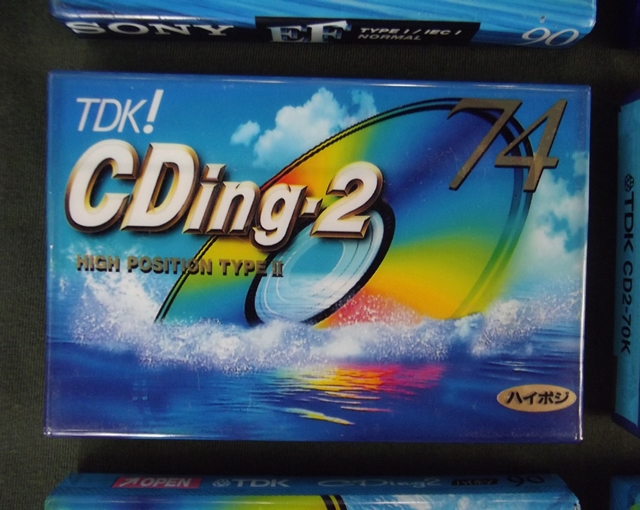 SONY EF TYPE I / IEC I
NORMAL
90
TDK!
74
CDing-2
HIGH POSITION TYPE II
ハイポジ
TDK CD2-70K
OPEN TDK CDing-2 90